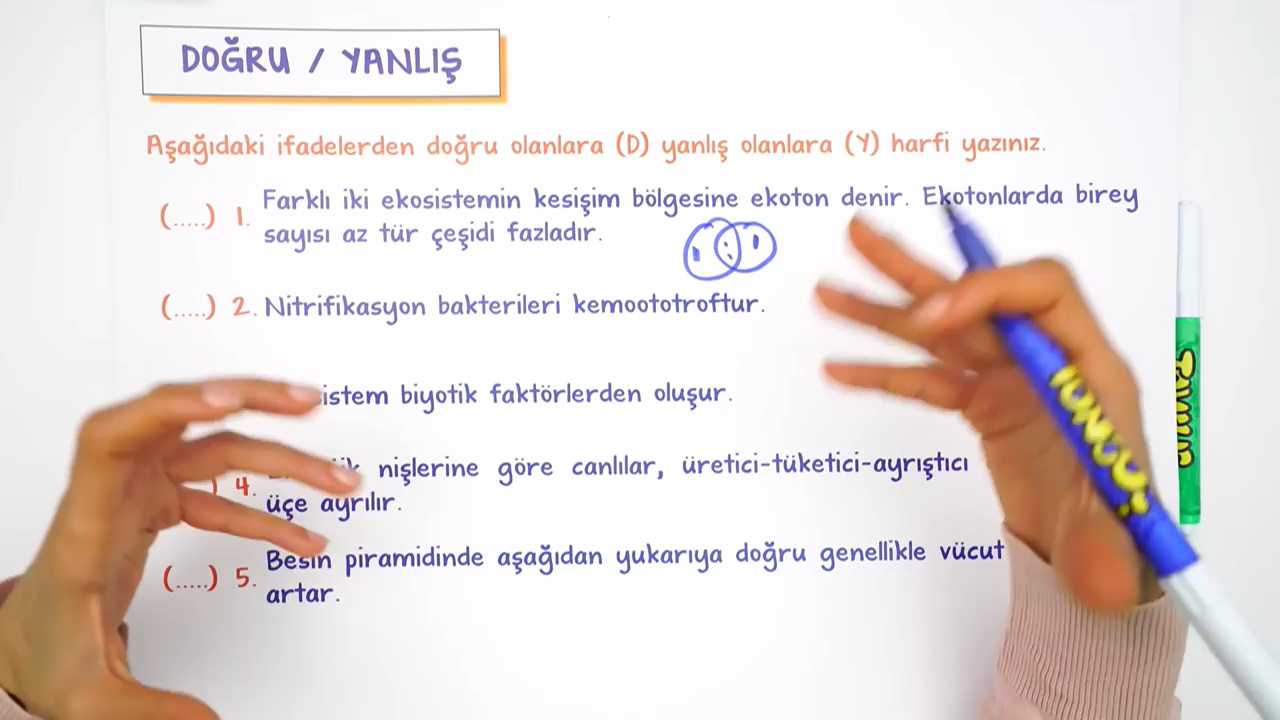 DOĞRU / YANLIŞ
Aşağıdaki ifadelerden doğru olanlara (D) yanlış olanlara (Y) harfi yazınız.
(.....) 1. Farklı iki ekosistemin kesişim bölgesine ekoton denir. Ekotonlarda birey
sayısı az tür çeşidi fazladır.
(.....) 2. Nitrifikasyon bakterileri kemoototroftur.
sistem biyotik faktörlerden oluşur.
) 4. nişlerine göre canlılar, üretici-tüketici-ayrıştıcı
üçe ayrılır.
(.....) 5. Besin piramidinde aşağıdan yukarıya doğru genellikle vücut
artar.